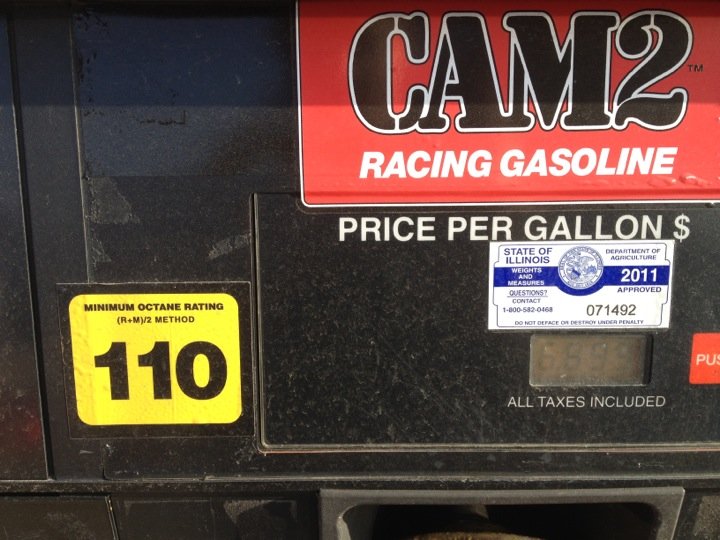 CAM2™
RACING GASOLINE
PRICE PER GALLON $
STATE OF ILLINOIS
DEPARTMENT OF AGRICULTURE
WEIGHTS AND MEASURES
2011
APPROVED
QUESTIONS?
CONTACT
1-800-582-0468
071492
DO NOT DEFACE OR DESTROY UNDER PENALTY
MINIMUM OCTANE RATING
(R+M)/2 METHOD
110
PUS
ALL TAXES INCLUDED